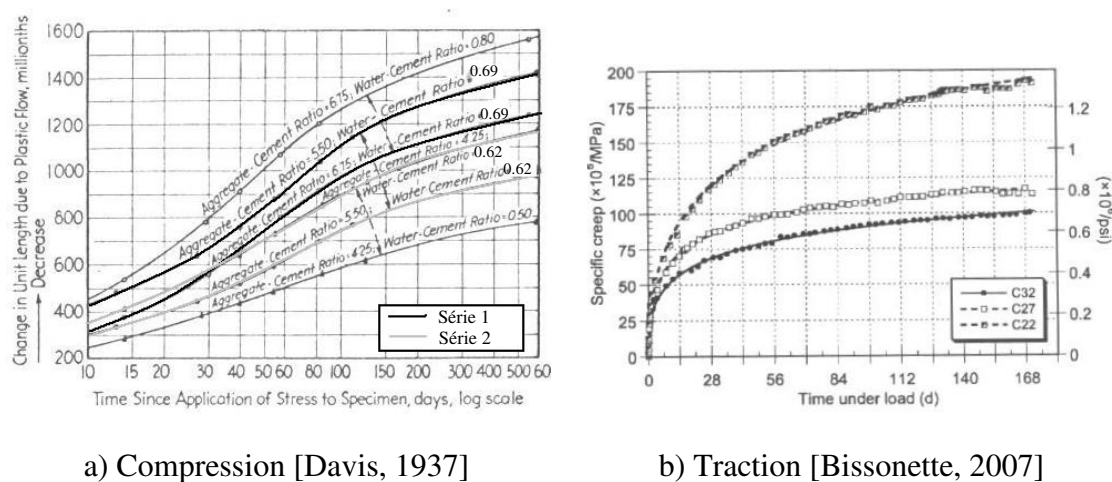 Change in Unit Length due to Plastic Flow, millionths
Decrease
1600
1400
1200
1000
800
600
400
200
10
15
20
30
40
50
60
80
100
150
200
300
400
500
60
Time Since Application of Stress to Specimen, days, log scale
Aggregate-Cement Ratio = 6.75; Water-Cement Ratio = 0.80
Aggregate-Cement Ratio = 5.50; Water-Cement Ratio = 0.69
Aggregate-Cement Ratio = 6.75; Water-Cement Ratio = 0.69
Aggregate Cement Ratio = 4.25; Water-Cement Ratio 0.62
Aggregate-Cement Ratio = 5.50; Water Cement Ratio = 0.62
Aggregate-Cement Ratio = 4.25; Water-Cement Ratio = 0.50
Série 1
Série 2
Specific creep (×10⁻⁶/MPa)
200
175
150
125
100
75
50
25
0
0
28
56
84
112
140
168
Time under load (d)
1.2
1
0.8
0.6
0.4
0.2
0
C32
C27
C22
a) Compression [Davis, 1937]
b) Traction [Bissonette, 2007]